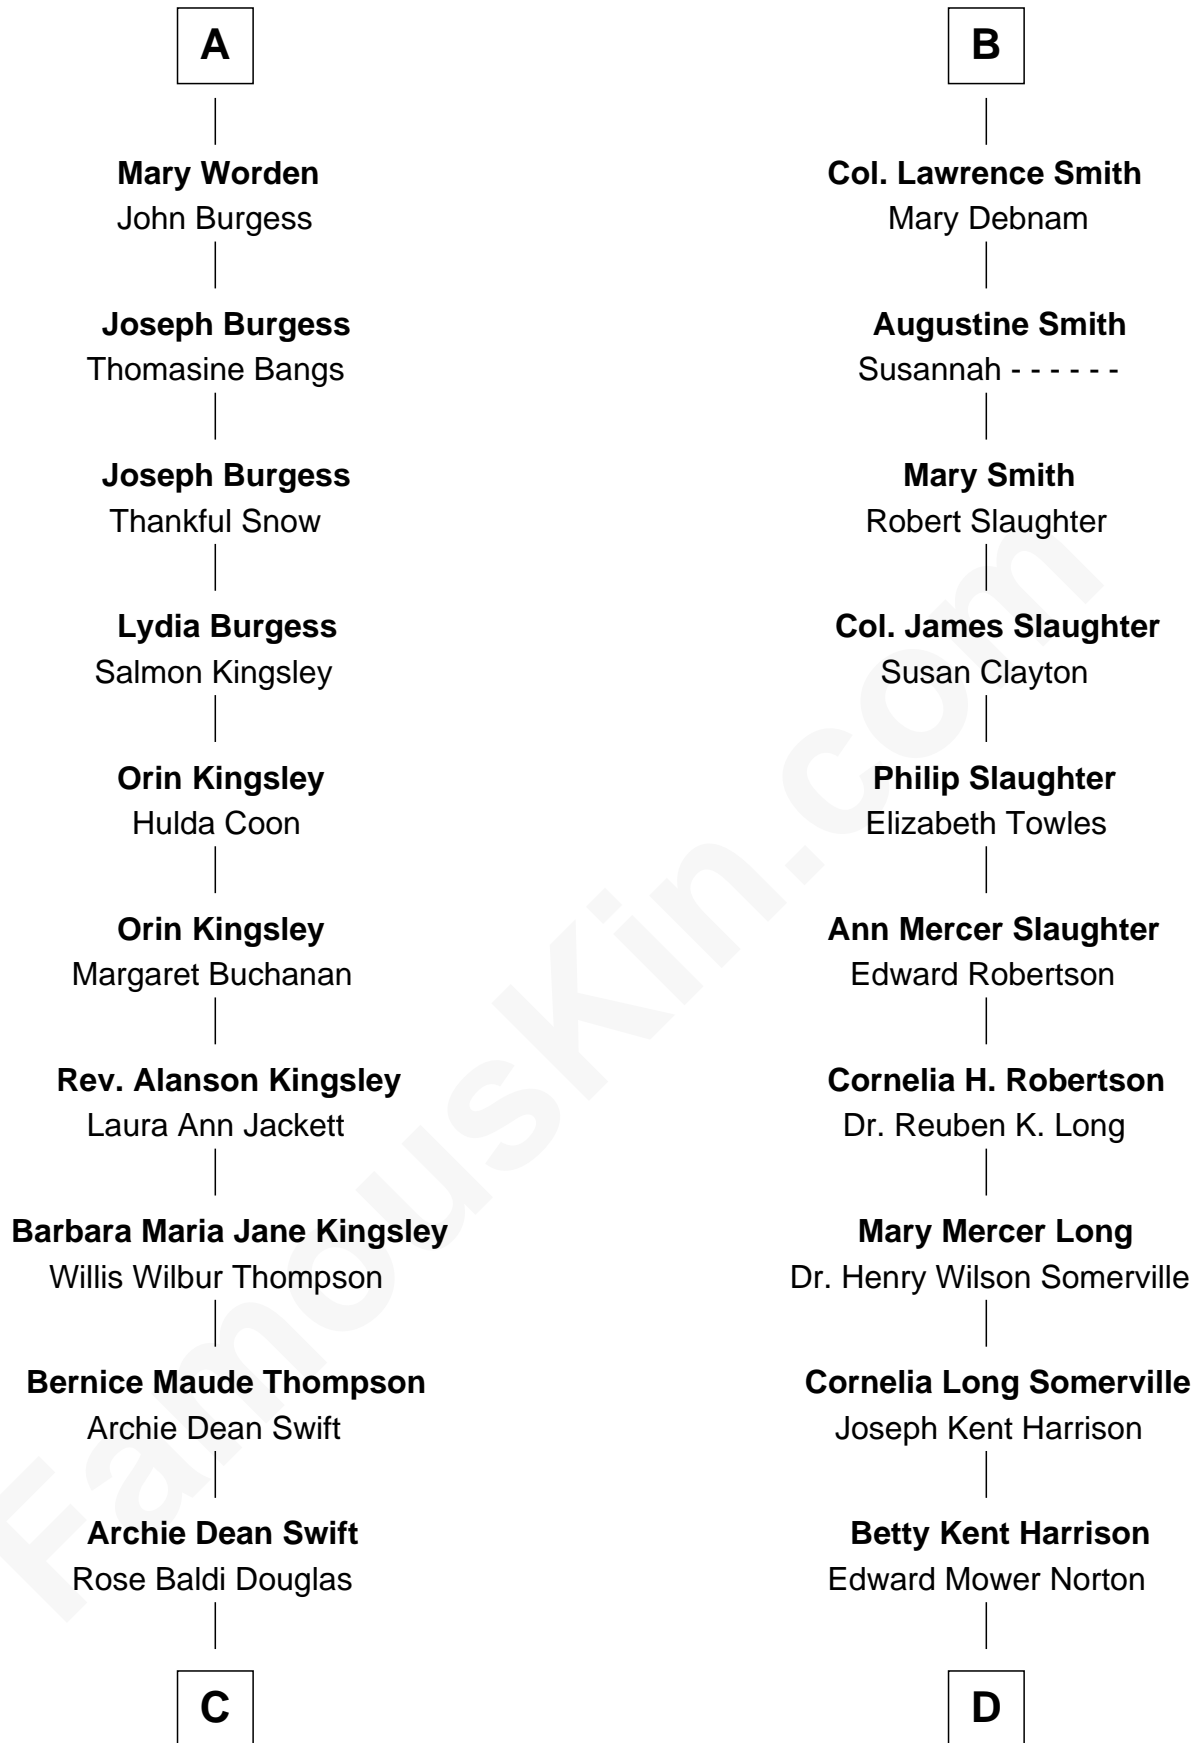 A
Mary Worden
John Burgess
Joseph Burgess
Thomasine Bangs
Joseph Burgess
Thankful Snow
Lydia Burgess
Salmon Kingsley
Orin Kingsley
Hulda Coon
Orin Kingsley
Margaret Buchanan
Rev. Alanson Kingsley
Laura Ann Jackett
Barbara Maria Jane Kingsley
Willis Wilbur Thompson
Bernice Maude Thompson
Archie Dean Swift
Archie Dean Swift
Rose Baldi Douglas
C
B
Col. Lawrence Smith
Mary Debnam
Augustine Smith
Susannah - - - - - -
Mary Smith
Robert Slaughter
Col. James Slaughter
Susan Clayton
Philip Slaughter
Elizabeth Towles
Ann Mercer Slaughter
Edward Robertson
Cornelia H. Robertson
Dr. Reuben K. Long
Mary Mercer Long
Dr. Henry Wilson Somerville
Cornelia Long Somerville
Joseph Kent Harrison
Betty Kent Harrison
Edward Mower Norton
D
FamousKin.com